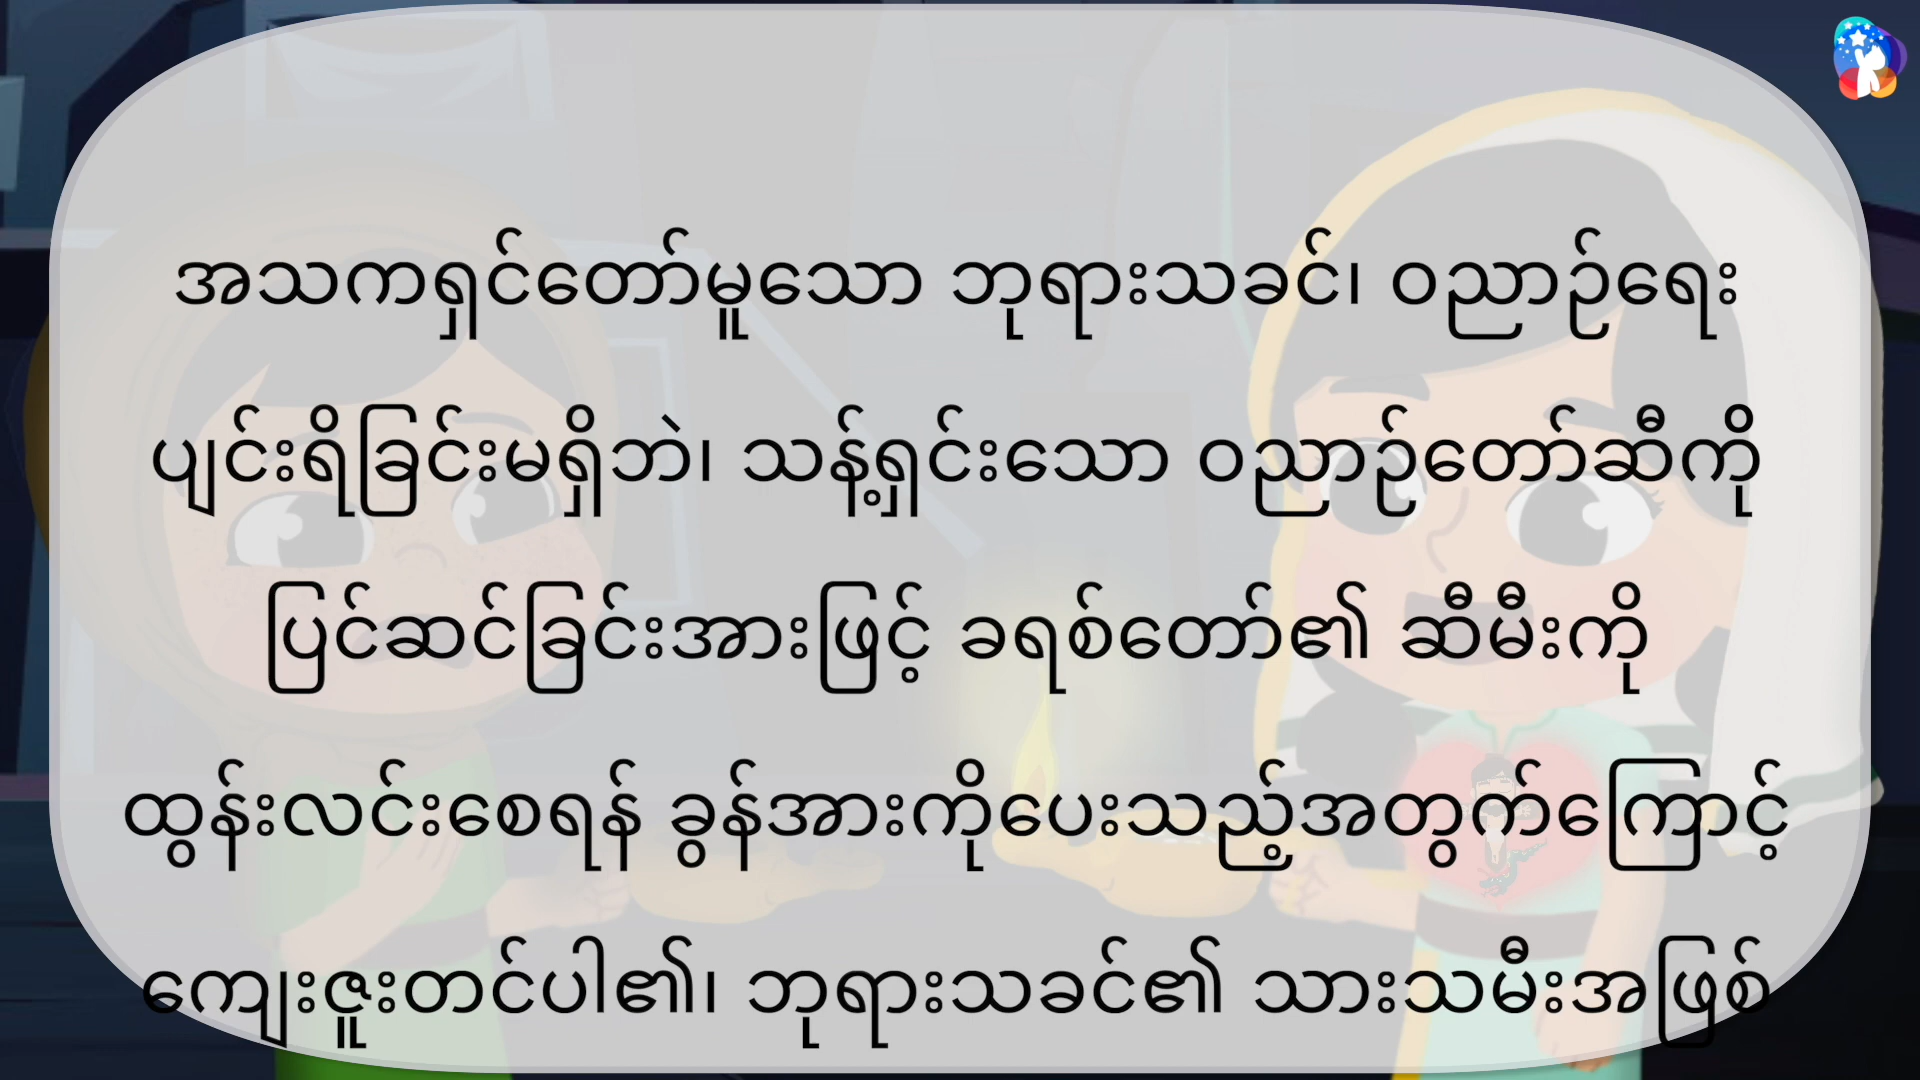 အသကရှင်တော်မူသော ဘုရားသခင်၊ ဝညာဉ်ရေး
ပျင်းရိခြင်းမရှိဘဲ၊ သန့်ရှင်းသော ဝညာဉ်တော်ဆီကို
ပြင်ဆင်ခြင်းအားဖြင့် ခရစ်တော်၏ ဆီမီးကို
ထွန်းလင်းစေရန် ခွန်အားကိုပေးသည့်အတွက်ကြောင့်
ကျေးဇူးတင်ပါ၏၊ ဘုရားသခင်၏ သားသမီးအဖြစ်